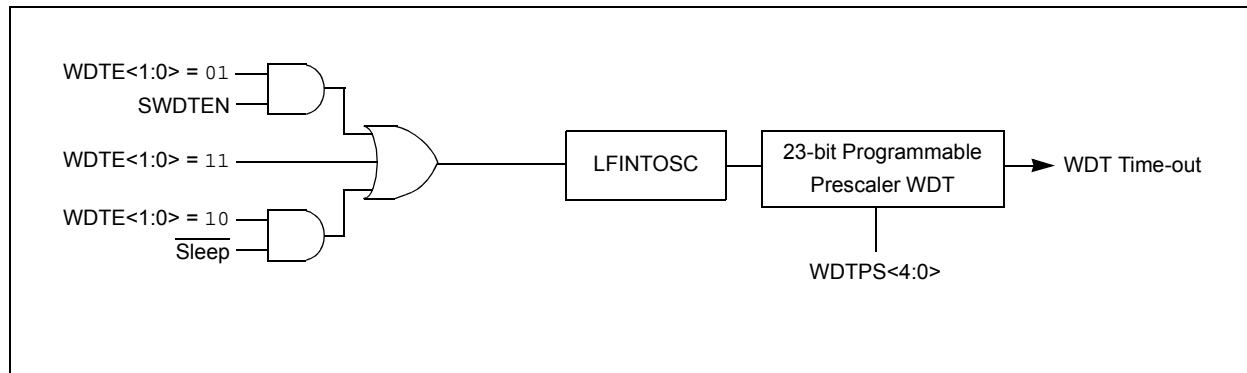 WDTE<1:0> = 01
SWDTEN
WDTE<1:0> = 11
WDTE<1:0> = 10
Sleep
LFINTOSC
23-bit Programmable
Prescaler WDT
WDT Time-out
WDTPS<4:0>